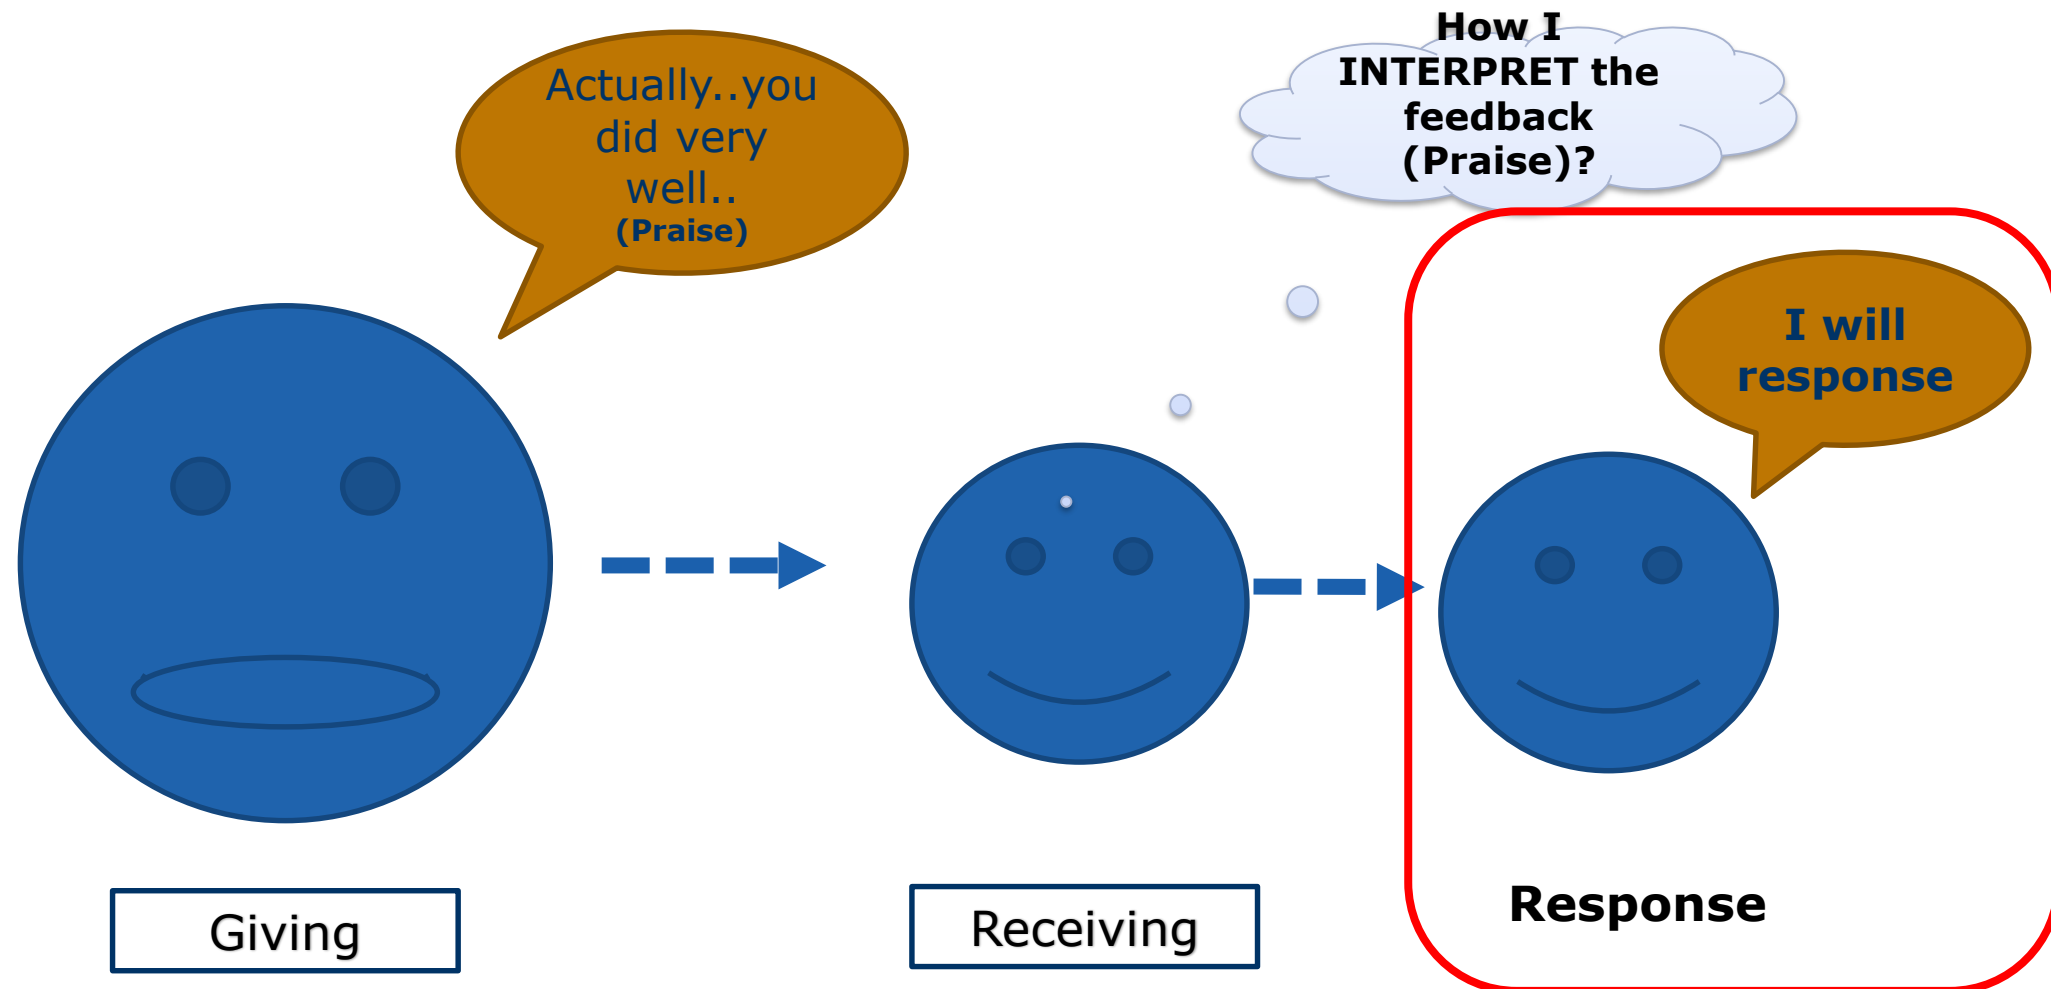 Actually..you
did very
well..
(Praise)
How I
INTERPRET the
feedback
(Praise)?
I will
response
Giving
Receiving
Response